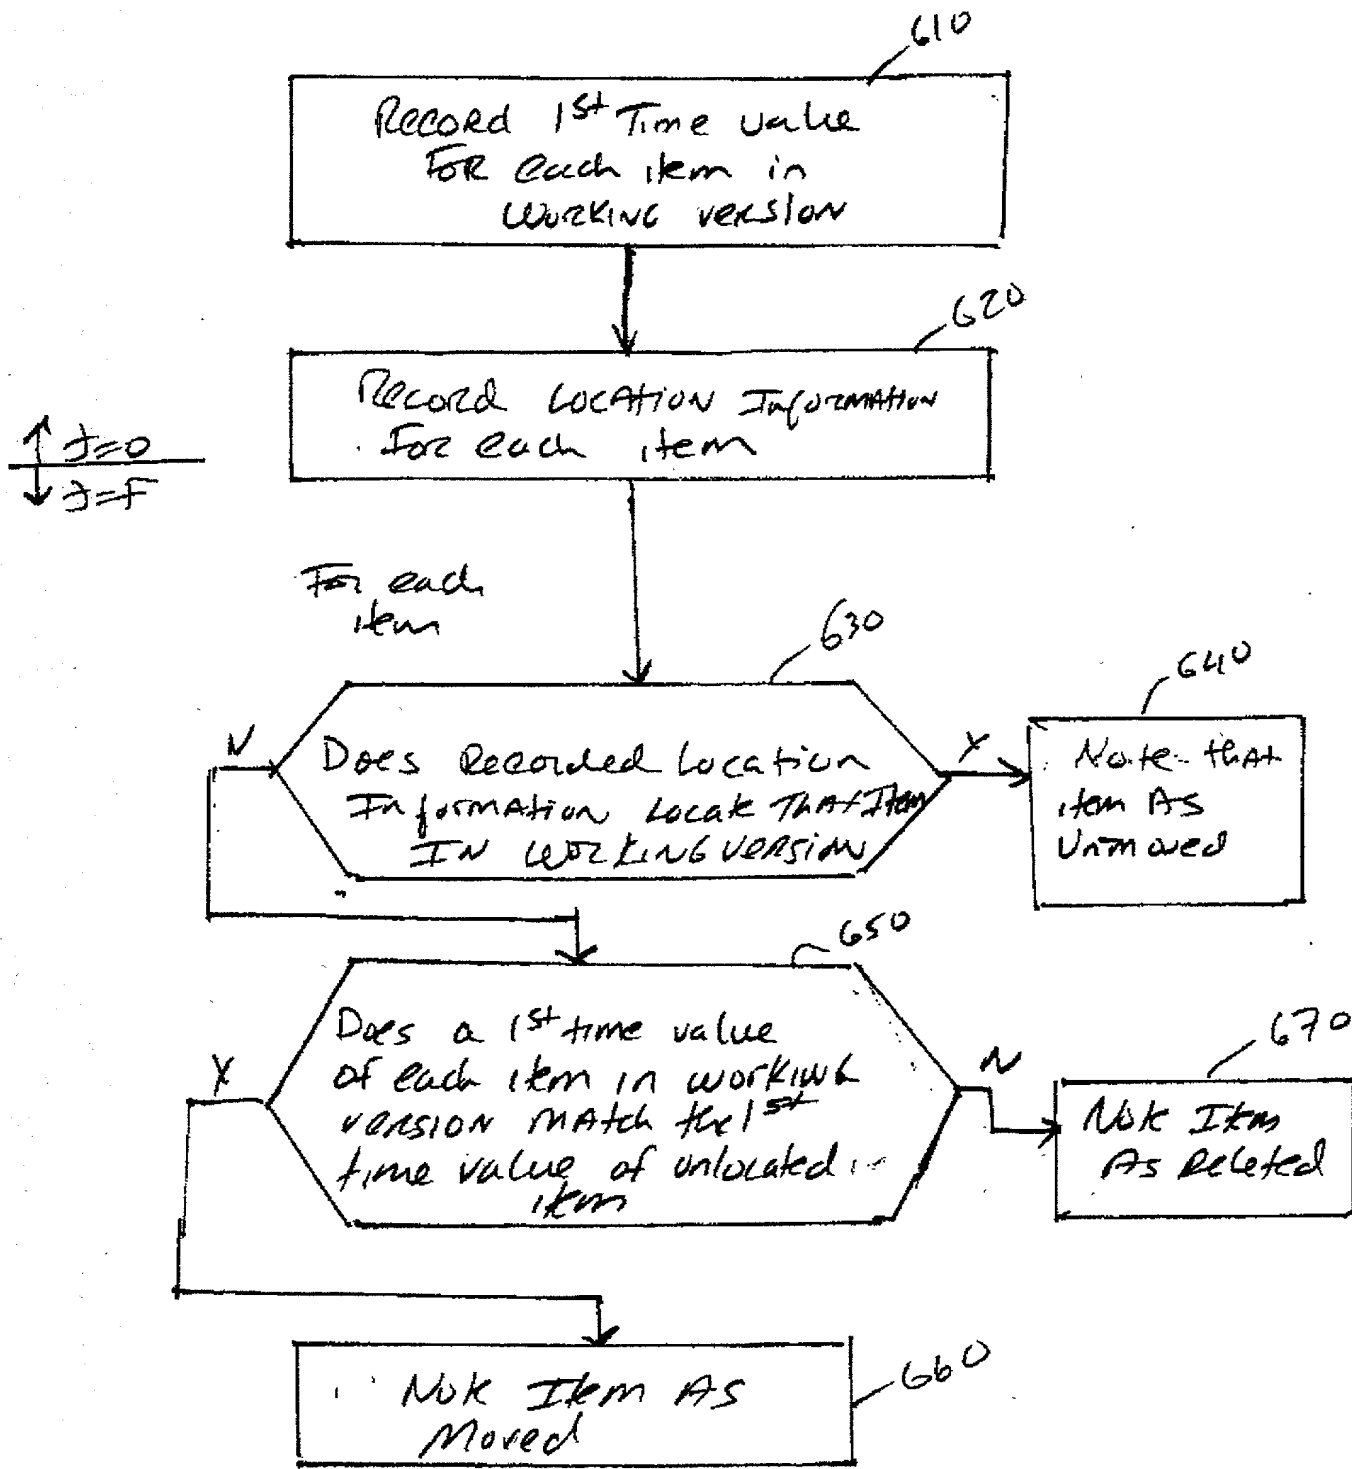 610
Record 1st Time value
FOR each item in
WORKING VERSION
620
Record LOCATION INFORMATION
For each item
t=0
t=F
For each
item
630
640
N
Does Recorded Location
Information Locate That Item
IN WORKING VERSION
Y
Note that
item As
Unmoved
650
Does a 1st time value
of each item in working
version match the 1st
time value of unlocated
item
Y
N
670
Note Item
As Deleted
Note Item As
Moved
660